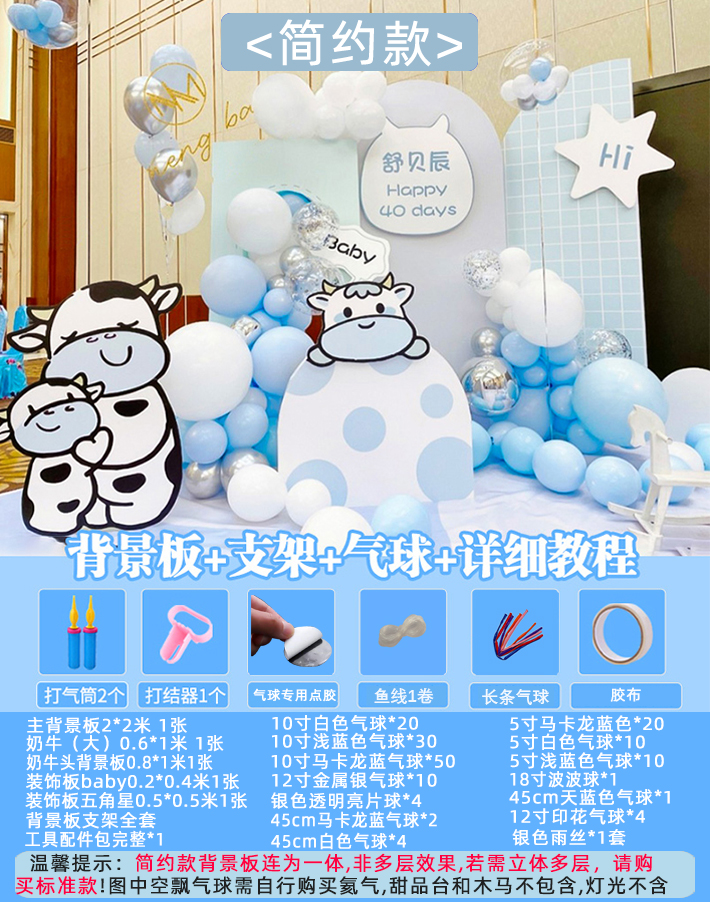 <简约款>
eng ba
舒贝辰
Happy
40 days
Hi
Baby
背景板+支架+气球+详细教程
打气筒2个
打结器1个
气球专用点胶
鱼线1卷
长条气球
胶布
主背景板2*2米 1张
奶牛（大）0.6*1米 1张
奶牛头背景板0.8*1米1张
装饰板baby0.2*0.4米1张
装饰板五角星0.5*0.5米1张
背景板支架全套
工具配件包完整*1
10寸白色气球*20
10寸浅蓝色气球*30
10寸马卡龙蓝气球*50
12寸金属银气球*10
银色透明亮片球*4
45cm马卡龙蓝气球*2
45cm白色气球*4
5寸马卡龙蓝色*20
5寸白色气球*10
5寸浅蓝色气球*10
18寸波波球*1
45cm天蓝色气球*1
12寸印花气球*4
银色雨丝*1套
温馨提示：简约款背景板连为一体,非多层效果,若需立体多层，请购
买标准款!图中空飘气球需自行购买氦气,甜品台和木马不包含,灯光不含